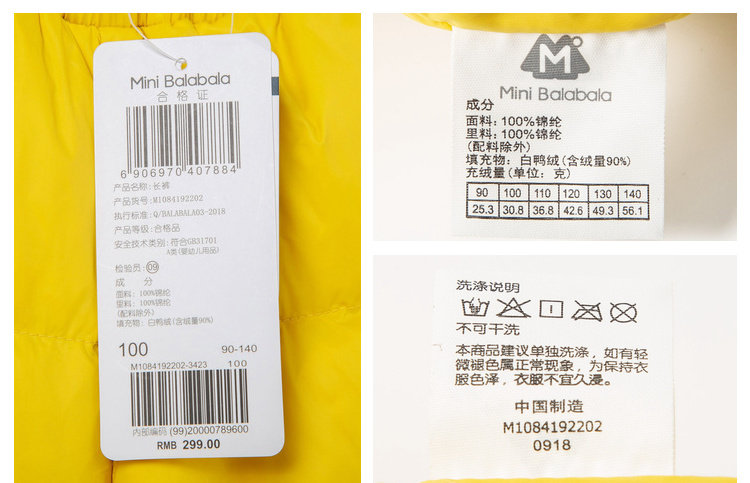 Mini Balabala
合格证
6 906970 407884
产品名称: 长裤
产品货号: M1084192202
执行标准: Q/BALABALA03-2018
产品等级: 合格品
安全技术类别: 符合GB31701
A类(婴幼儿用品)
检验员: 09
成 分
面料: 100%锦纶
里料: 100%锦纶
(配料除外)
填充物: 白鸭绒(含绒量90%)
100 90-140
M1084192202-3423 100
内部编码 (99)20000789600
RMB 299.00
M
Mini Balabala
成分
面料: 100%锦纶
里料: 100%锦纶
(配料除外)
填充物: 白鸭绒(含绒量90%)
充绒量(单位: 克)
90 100 110 120 130 140
25.3 30.8 36.8 42.6 49.3 56.1
洗涤说明
不可干洗
本商品建议单独洗涤, 如有轻
微褪色属正常现象, 为保持衣
服色泽, 衣服不宜久浸。
中国制造
M1084192202
0918